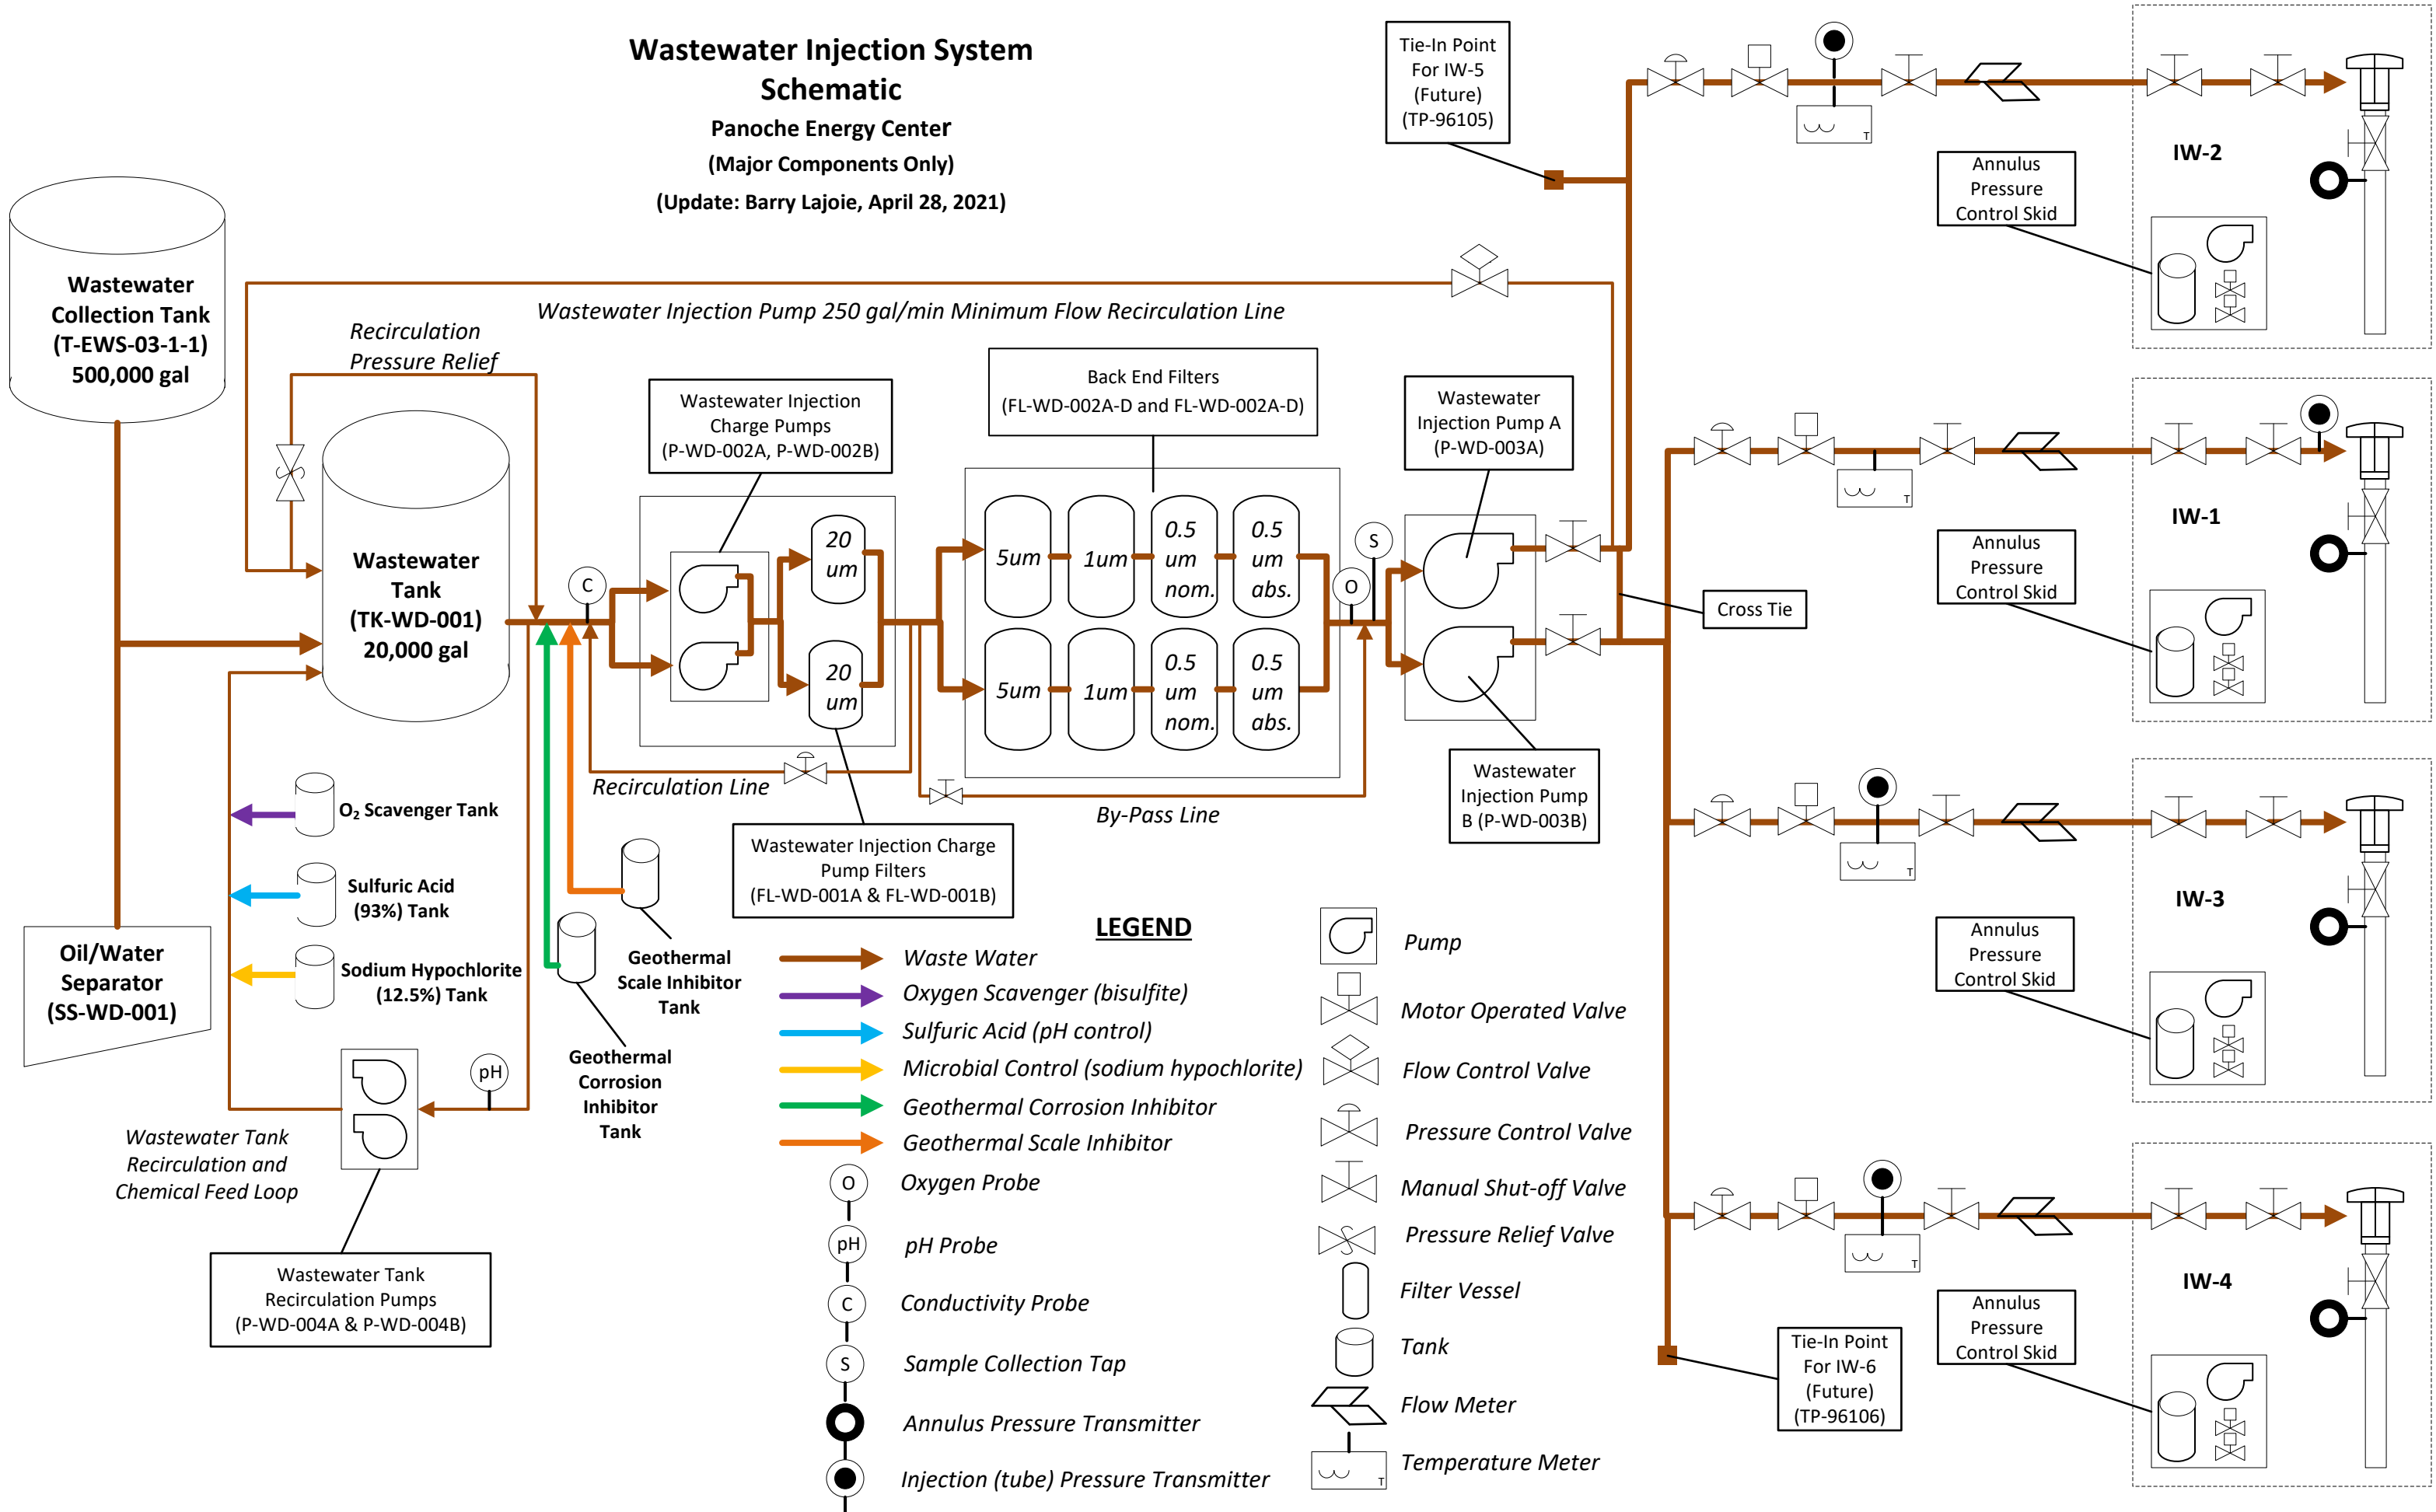 Wastewater Injection System
Schematic
Panoche Energy Center
(Major Components Only)
(Update: Barry Lajoie, April 28, 2021)
Wastewater
Collection Tank
(T-EWS-03-1-1)
500,000 gal
Recirculation
Pressure Relief
Wastewater Injection Pump 250 gal/min Minimum Flow Recirculation Line
Wastewater
Tank
(TK-WD-001)
20,000 gal
Oil/Water
Separator
(SS-WD-001)
O₂ Scavenger Tank
Sulfuric Acid
(93%) Tank
Sodium Hypochlorite
(12.5%) Tank
pH
Wastewater Tank
Recirculation and
Chemical Feed Loop
Wastewater Tank
Recirculation Pumps
(P-WD-004A & P-WD-004B)
Geothermal
Corrosion
Inhibitor
Tank
Geothermal
Scale Inhibitor
Tank
C
Wastewater Injection
Charge Pumps
(P-WD-002A, P-WD-002B)
20
um
20
um
Recirculation Line
Wastewater Injection Charge
Pump Filters
(FL-WD-001A & FL-WD-001B)
Back End Filters
(FL-WD-002A-D and FL-WD-002A-D)
5um
1um
0.5
um
nom.
0.5
um
abs.
5um
1um
0.5
um
nom.
0.5
um
abs.
By-Pass Line
O
S
Wastewater
Injection Pump A
(P-WD-003A)
Wastewater
Injection Pump
B (P-WD-003B)
Cross Tie
Tie-In Point
For IW-5
(Future)
(TP-96105)
T
Annulus
Pressure
Control Skid
IW-2
T
Annulus
Pressure
Control Skid
IW-1
T
Annulus
Pressure
Control Skid
IW-3
T
Annulus
Pressure
Control Skid
IW-4
Tie-In Point
For IW-6
(Future)
(TP-96106)
LEGEND
Waste Water
Oxygen Scavenger (bisulfite)
Sulfuric Acid (pH control)
Microbial Control (sodium hypochlorite)
Geothermal Corrosion Inhibitor
Geothermal Scale Inhibitor
O
Oxygen Probe
pH
pH Probe
C
Conductivity Probe
S
Sample Collection Tap
Annulus Pressure Transmitter
Injection (tube) Pressure Transmitter
Pump
Motor Operated Valve
Flow Control Valve
Pressure Control Valve
Manual Shut-off Valve
Pressure Relief Valve
Filter Vessel
Tank
Flow Meter
T
Temperature Meter